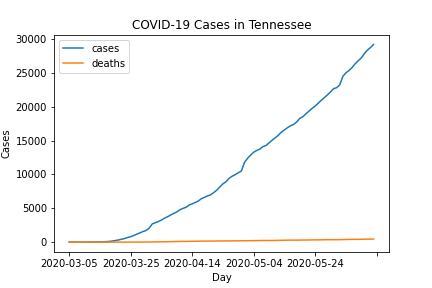 COVID-19 Cases in Tennessee
cases
deaths
30000
25000
20000
15000
10000
5000
0
Cases
2020-03-05 2020-03-25 2020-04-14 2020-05-04 2020-05-24
Day